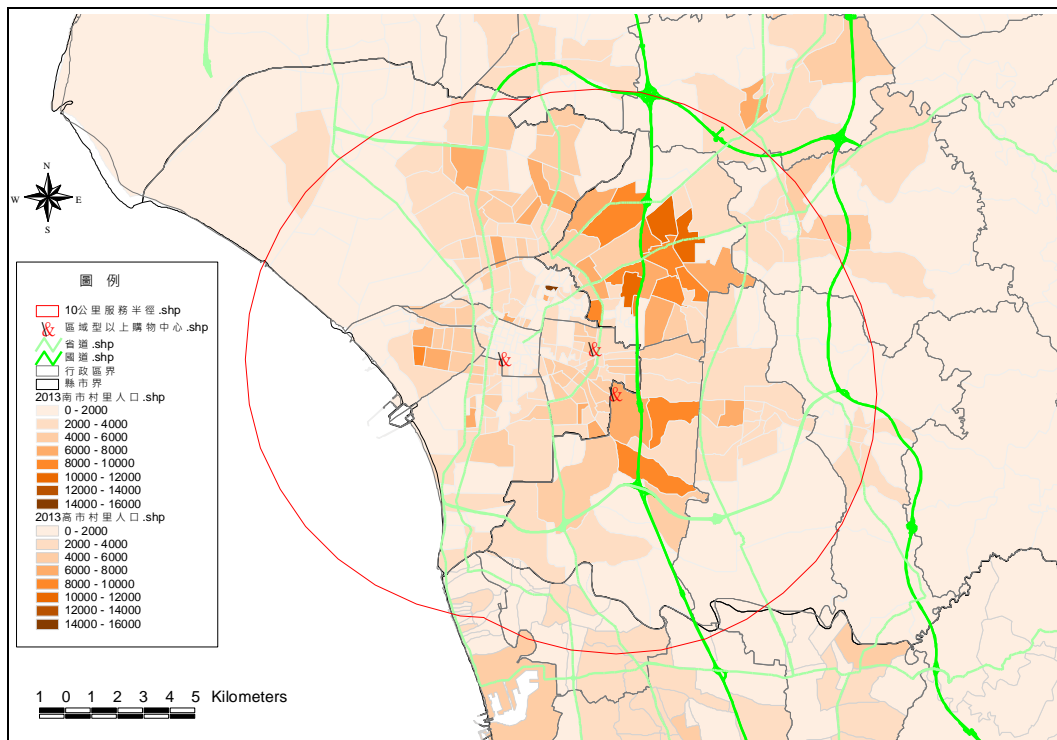 N
W E
S
圖 例
10公里服務半徑.shp
& 區域型以上購物中心.shp
省道.shp
國道.shp
行政區界
縣市界
2013南市村里人口.shp
0 - 2000
2000 - 4000
4000 - 6000
6000 - 8000
8000 - 10000
10000 - 12000
12000 - 14000
14000 - 16000
2013高市村里人口.shp
0 - 2000
2000 - 4000
4000 - 6000
6000 - 8000
8000 - 10000
10000 - 12000
12000 - 14000
14000 - 16000
&
&
&
1 0 1 2 3 4 5 Kilometers